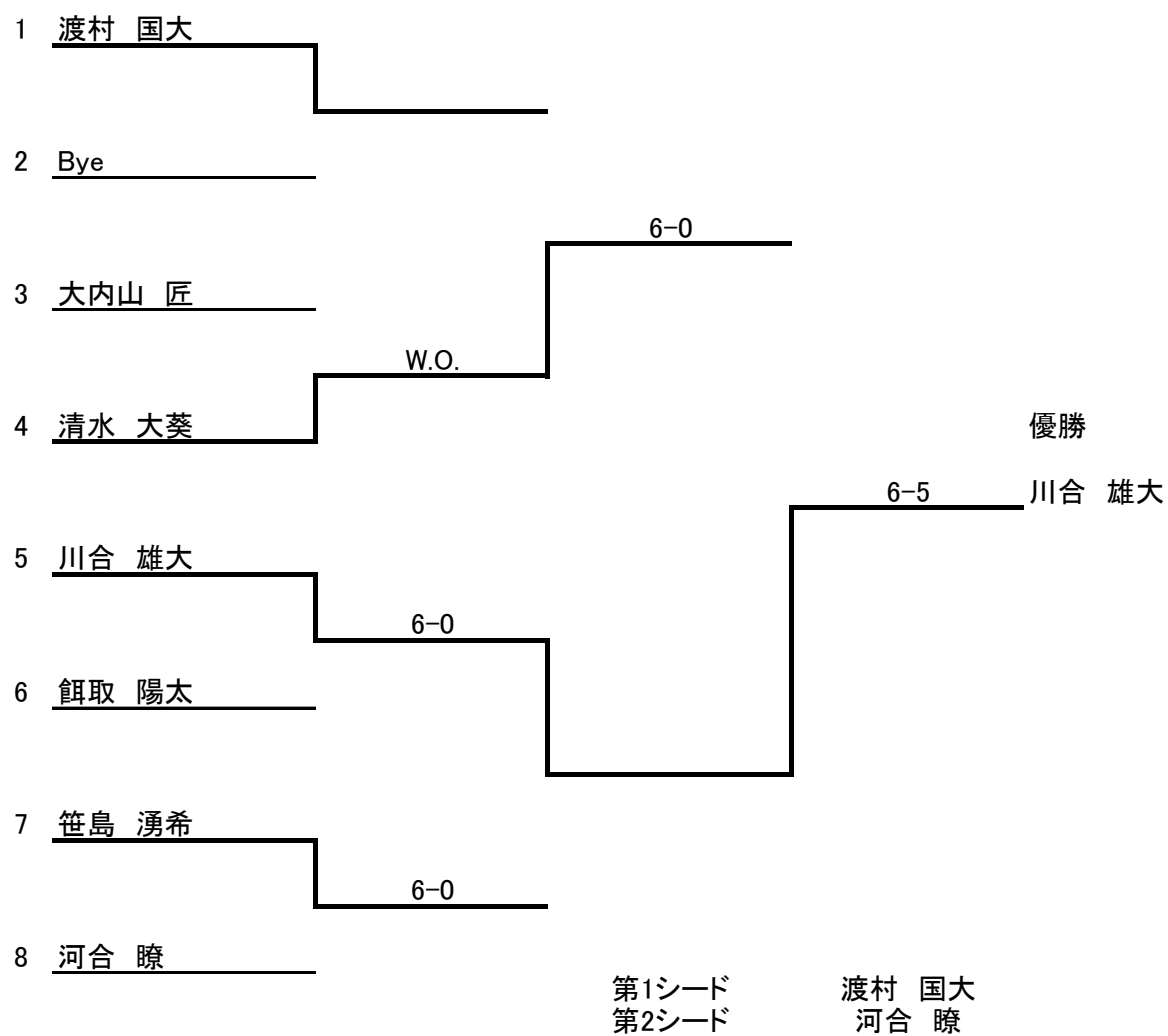 1 渡村 国大
2 Bye
6-0
3 大内山 匠
W.O.
4 清水 大葵
優勝
6-5 川合 雄大
5 川合 雄大
6-0
6 餌取 陽太
7 笹島 湧希
6-0
8 河合 瞭
第1シード 渡村 国大
第2シード 河合 瞭